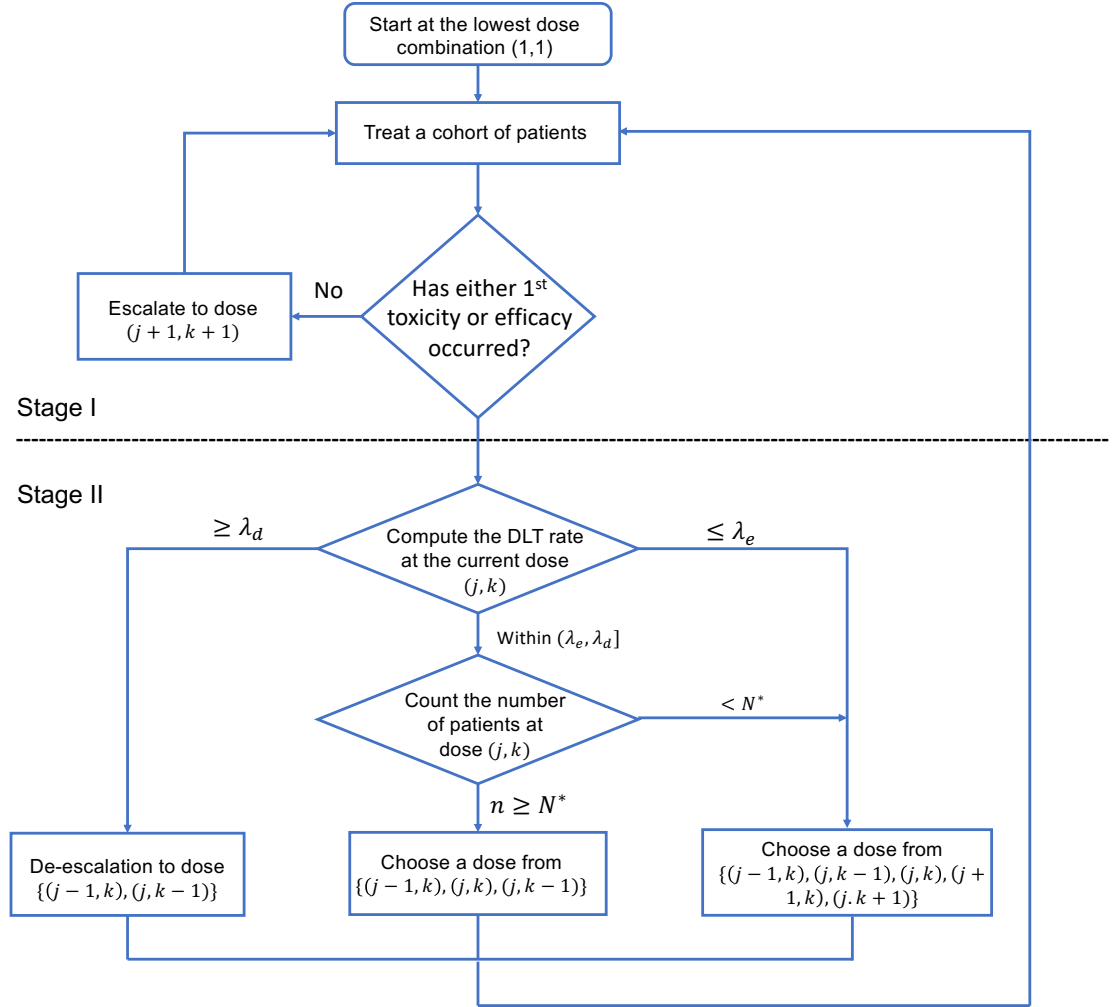 Start at the lowest dose
combination (1,1)
Treat a cohort of patients
No
Has either 1st
toxicity or efficacy
occurred?
Escalate to dose
(j + 1, k + 1)
Stage I
Stage II
≥ λd
Compute the DLT rate
at the current dose
(j, k)
≤ λe
Within (λe, λd]
Count the number
of patients at
dose (j, k)
< N*
n ≥ N*
De-escalation to dose
{(j − 1, k), (j, k − 1)}
Choose a dose from
{(j − 1, k), (j, k), (j, k − 1)}
Choose a dose from
{(j − 1, k), (j, k − 1), (j, k), (j +
1, k), (j. k + 1)}